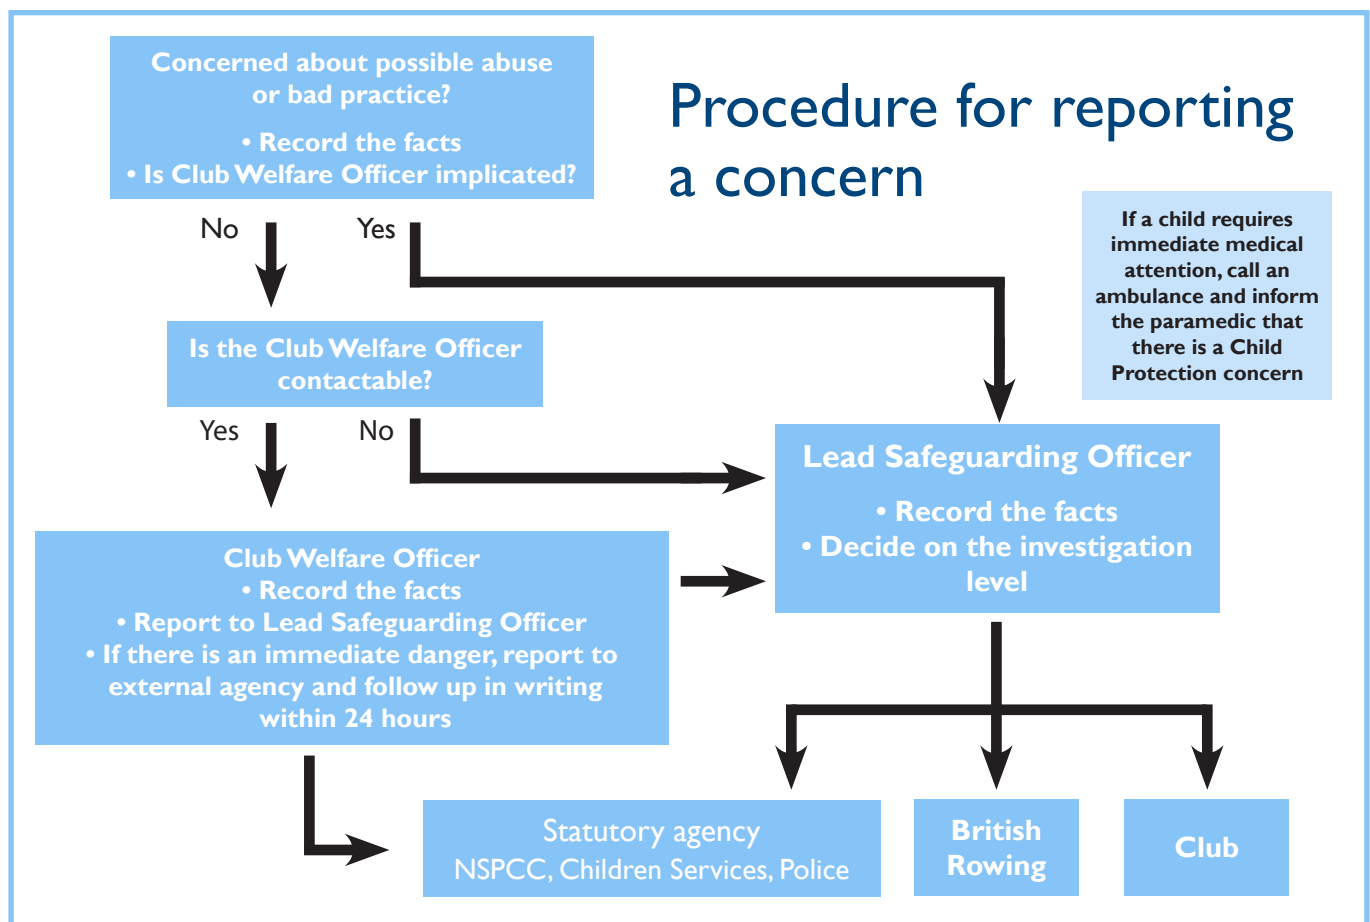 Procedure for reporting
a concern
Concerned about possible abuse
or bad practice?
• Record the facts
• Is Club Welfare Officer implicated?
No
Yes
If a child requires
immediate medical
attention, call an
ambulance and inform
the paramedic that
there is a Child
Protection concern
Is the Club Welfare Officer
contactable?
Yes
No
Lead Safeguarding Officer
• Record the facts
• Decide on the investigation
level
Club Welfare Officer
• Record the facts
• Report to Lead Safeguarding Officer
• If there is an immediate danger, report to
external agency and follow up in writing
within 24 hours
Statutory agency
NSPCC, Children Services, Police
British
Rowing
Club